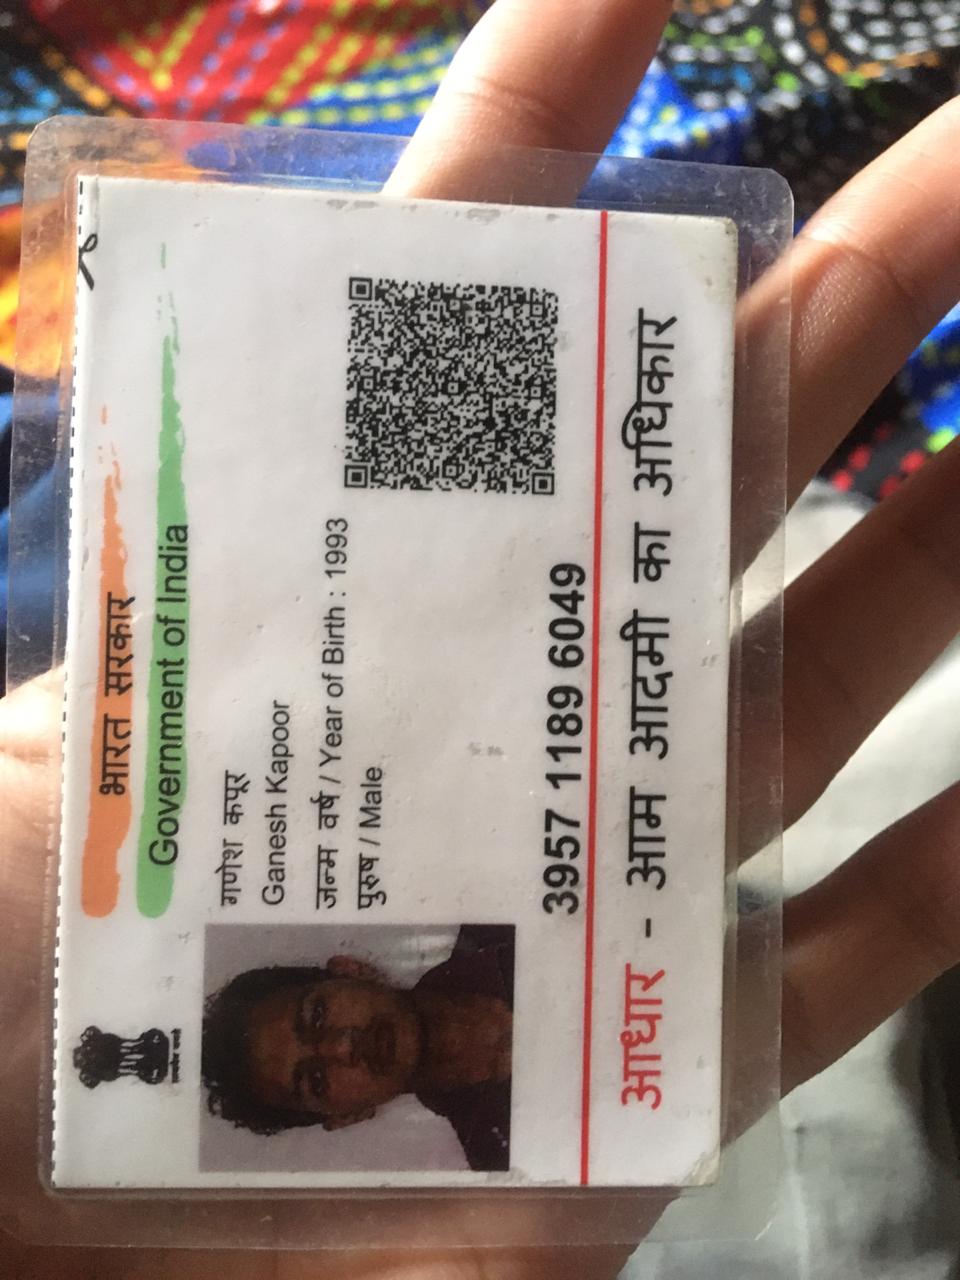 भारत सरकार
Government of India
गणेश कपूर
Ganesh Kapoor
जन्म वर्ष / Year of Birth : 1993
पुरुष / Male
3957 1189 6049
आधार - आम आदमी का अधिकार